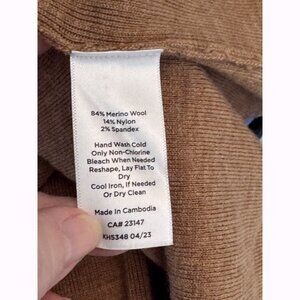 84% Merino Wool
14% Nylon
2% Spandex
Hand Wash Cold
Only Non-Chlorine
Bleach When Needed
Reshape, Lay Flat To
Dry
Cool Iron, If Needed
Or Dry Clean
Made In Cambodia
CA# 23147
KH5348 04/23